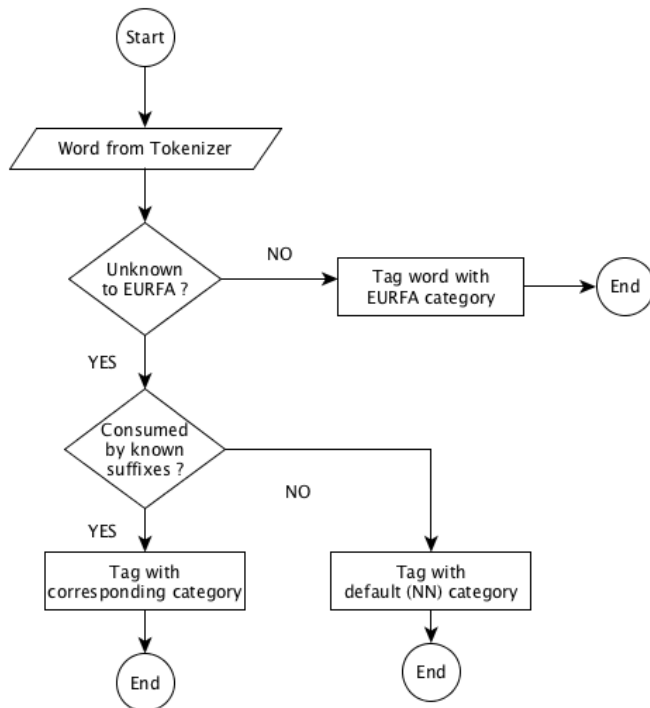 Start
Word from Tokenizer
Unknown
to EURFA ?
NO
Tag word with
EURFA category
End
YES
Consumed
by known
suffixes ?
NO
YES
Tag with
corresponding category
Tag with
default (NN) category
End
End